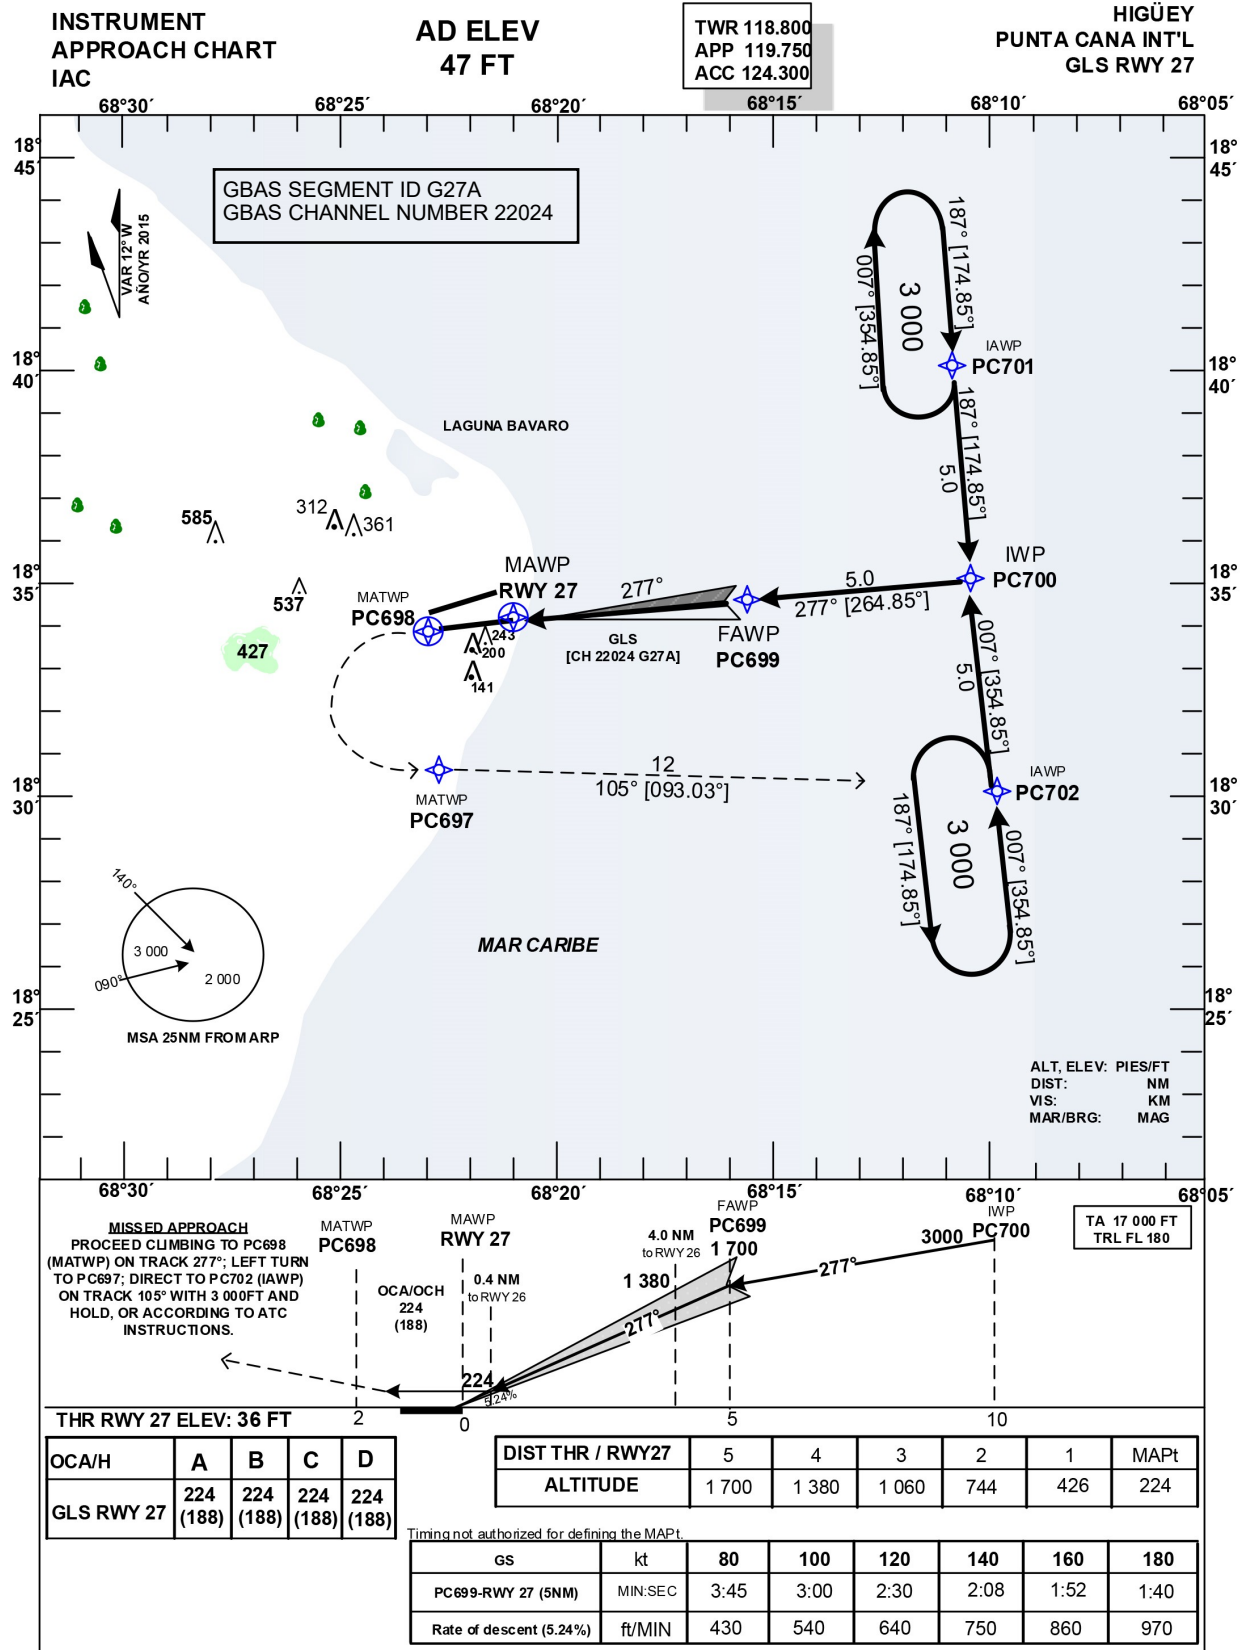 INSTRUMENT
APPROACH CHART
IAC
AD ELEV
47 FT
TWR 118.800
APP 119.750
ACC 124.300
HIGÜEY
PUNTA CANA INT'L
GLS RWY 27
68°30´ 68°25´ 68°20´ 68°15´ 68°10´ 68°05´
18°
45´
18°
45´
GBAS SEGMENT ID G27A
GBAS CHANNEL NUMBER 22024
VAR 12° W
AÑO/YR 2015
187° [174.85°]
007° [354.85°]
3 000
IAWP
PC701
18°
40´
18°
40´
187° [174.85°]
5.0
LAGUNA BAVARO
585
312
361
537
427
MAWP
RWY 27
MATWP
PC698
277°
5.0
277° [264.85°]
IWP
PC700
18°
35´
18°
35´
GLS
[CH 22024 G27A]
FAWP
PC699
243
200
141
007° [354.85°]
5.0
12
105° [093.03°]
MATWP
PC697
IAWP
PC702
18°
30´
18°
30´
187° [174.85°]
3 000
007° [354.85°]
140°
3 000
090°
2 000
MSA 25NM FROM ARP
MAR CARIBE
18°
25´
18°
25´
ALT, ELEV: PIES/FT
DIST: NM
VIS: KM
MAR/BRG: MAG
68°30´ 68°25´ 68°20´ 68°15´ 68°10´ 68°05´
MISSED APPROACH
PROCEED CLIMBING TO PC698
(MATWP) ON TRACK 277°; LEFT TURN
TO PC697; DIRECT TO PC702 (IAWP)
ON TRACK 105° WITH 3 000FT AND
HOLD, OR ACCORDING TO ATC
INSTRUCTIONS.
MATWP
PC698
MAWP
RWY 27
FAWP
PC699
1 700
IWP
PC700
3000
TA 17 000 FT
TRL FL 180
4.0 NM
to RWY 26
1 380
0.4 NM
to RWY 26
OCA/OCH
224
(188)
277°
277°
224
5.24%
THR RWY 27 ELEV: 36 FT
2 0 5 10
OCA/H A B C D
GLS RWY 27 224 (188) 224 (188) 224 (188) 224 (188)
DIST THR / RWY27 5 4 3 2 1 MAPt
ALTITUDE 1 700 1 380 1 060 744 426 224
Timing not authorized for defining the MAPt.
GS kt 80 100 120 140 160 180
PC699-RWY 27 (5NM) MIN:SEC 3:45 3:00 2:30 2:08 1:52 1:40
Rate of descent (5.24%) ft/MIN 430 540 640 750 860 970